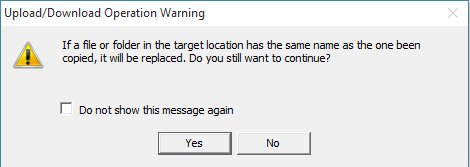 Upload/Download Operation Warning
If a file or folder in the target location has the same name as the one been
copied, it will be replaced. Do you still want to continue?
Do not show this message again
Yes No